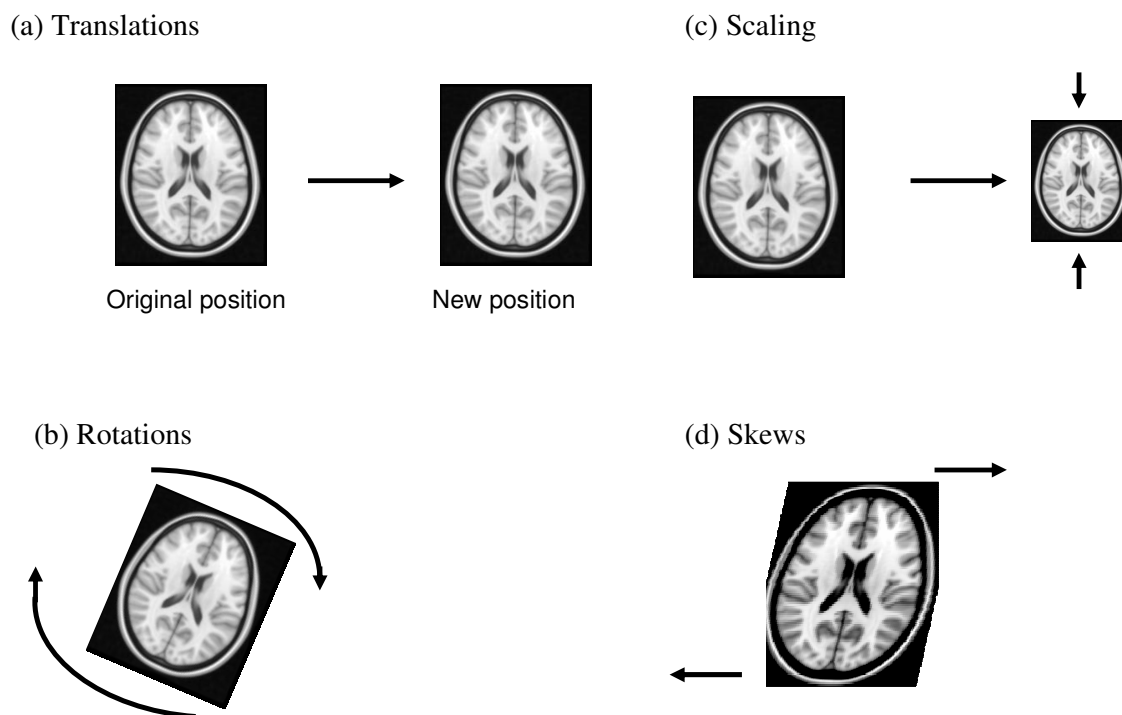 (a) Translations
Original position
New position
(b) Rotations
(c) Scaling
(d) Skews